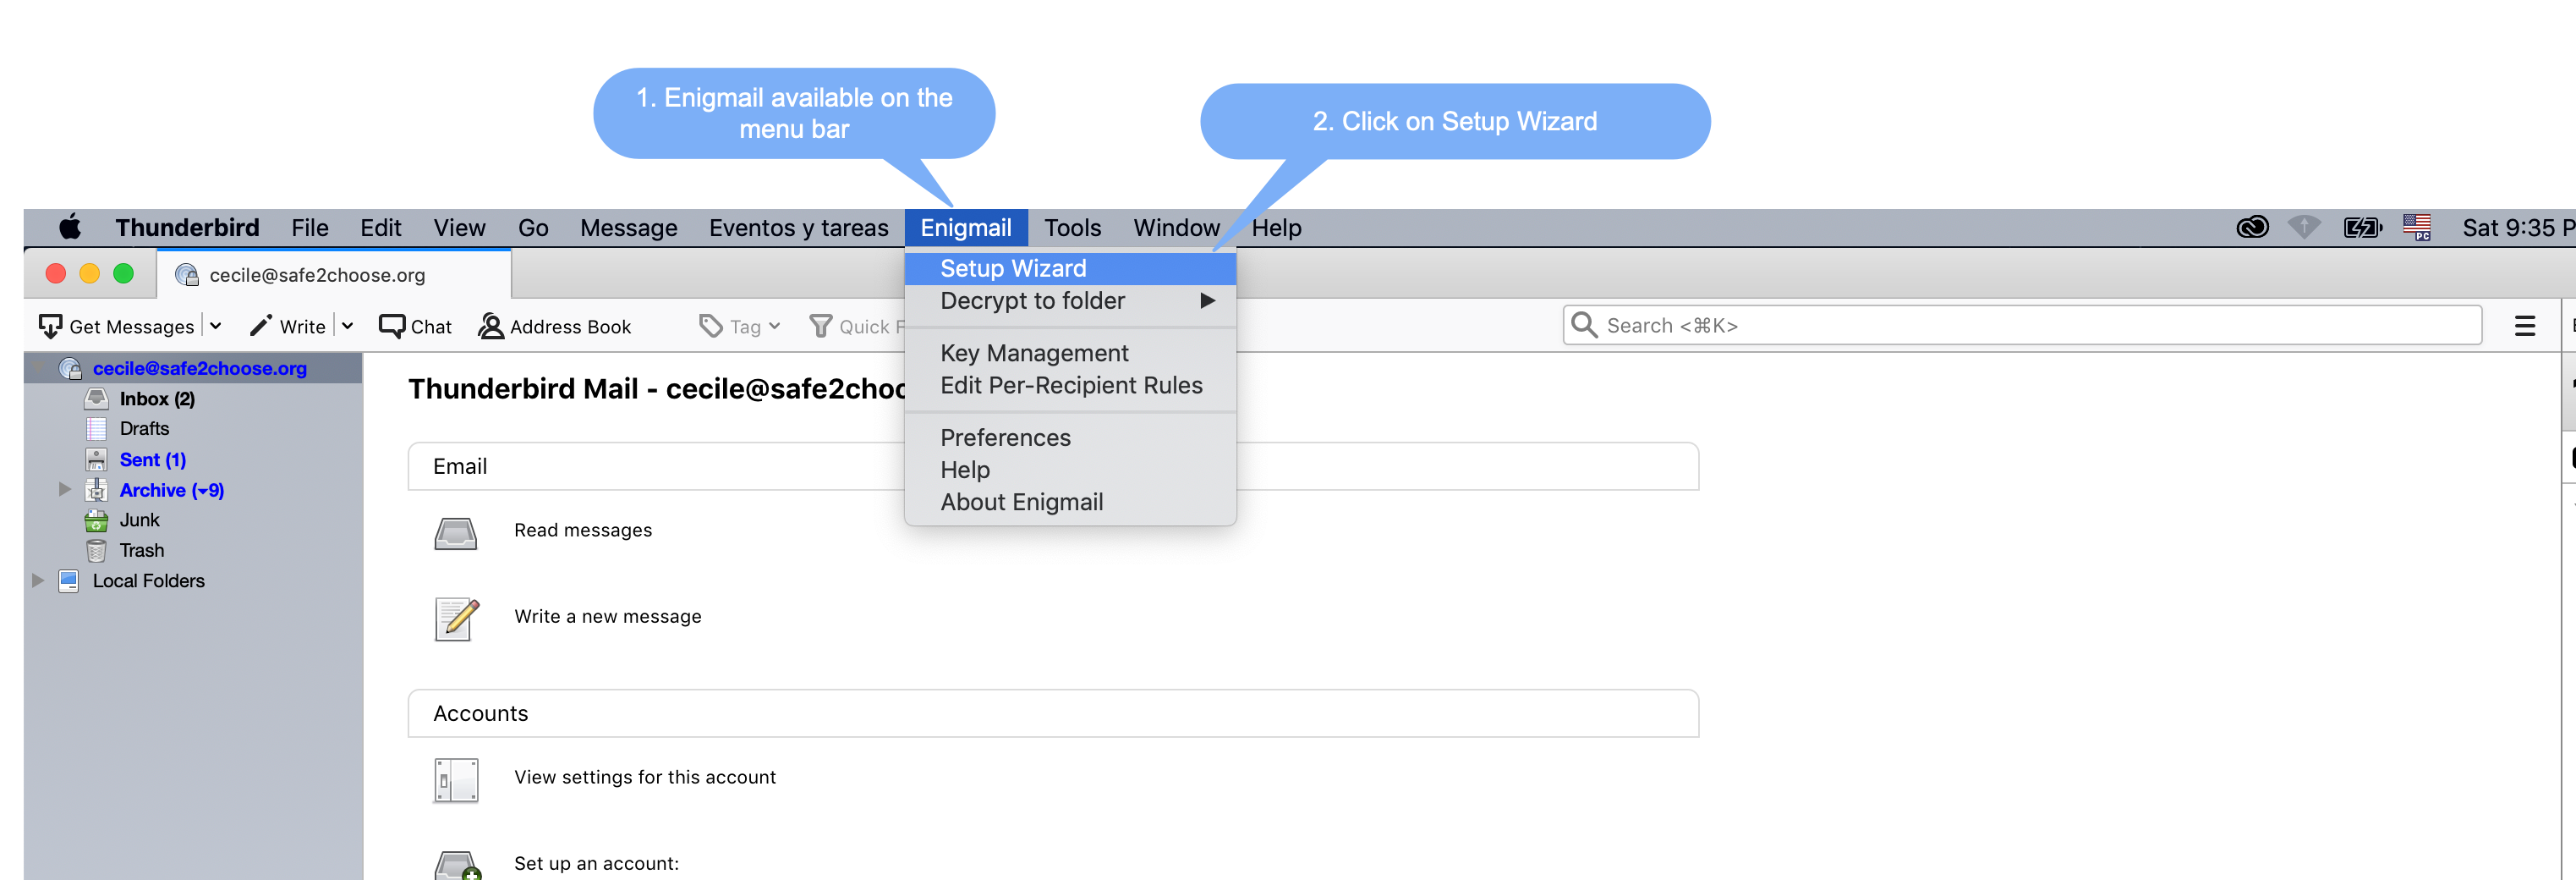 1. Enigmail available on the
menu bar
2. Click on Setup Wizard
Thunderbird File Edit View Go Message Eventos y tareas Enigmail Tools Window Help
PC
Sat 9:35 P
cecile@safe2choose.org
Setup Wizard
Decrypt to folder
Key Management
Edit Per-Recipient Rules
Preferences
Help
About Enigmail
Get Messages Write Chat Address Book Tag Quick F
Search <⌘K>
cecile@safe2choose.org
Inbox (2)
Drafts
Sent (1)
Archive (▾9)
Junk
Trash
Local Folders
Thunderbird Mail - cecile@safe2choo
Email
Read messages
Write a new message
Accounts
View settings for this account
Set up an account: